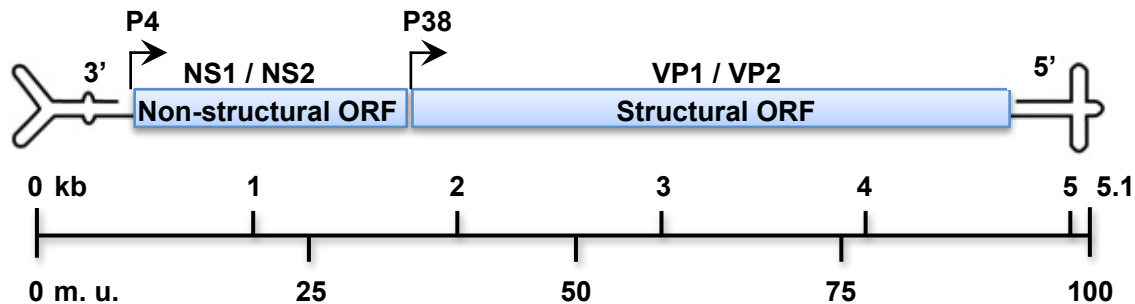 P4 P38
3’ NS1 / NS2 VP1 / VP2 5’
Non-structural ORF Structural ORF
0 kb 1 2 3 4 5 5.1
0 m. u. 25 50 75 100